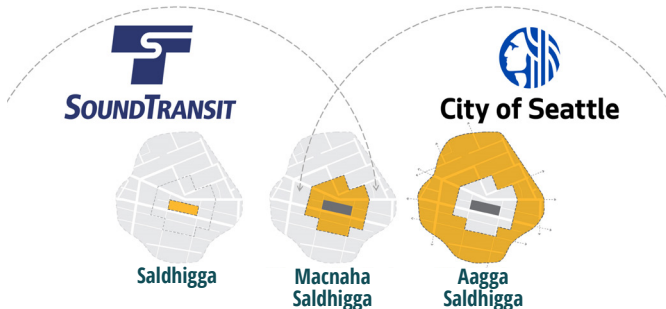 SOUNDTRANSIT
City of Seattle
Saldhigga
Macnaha
Saldhigga
Aagga
Saldhigga